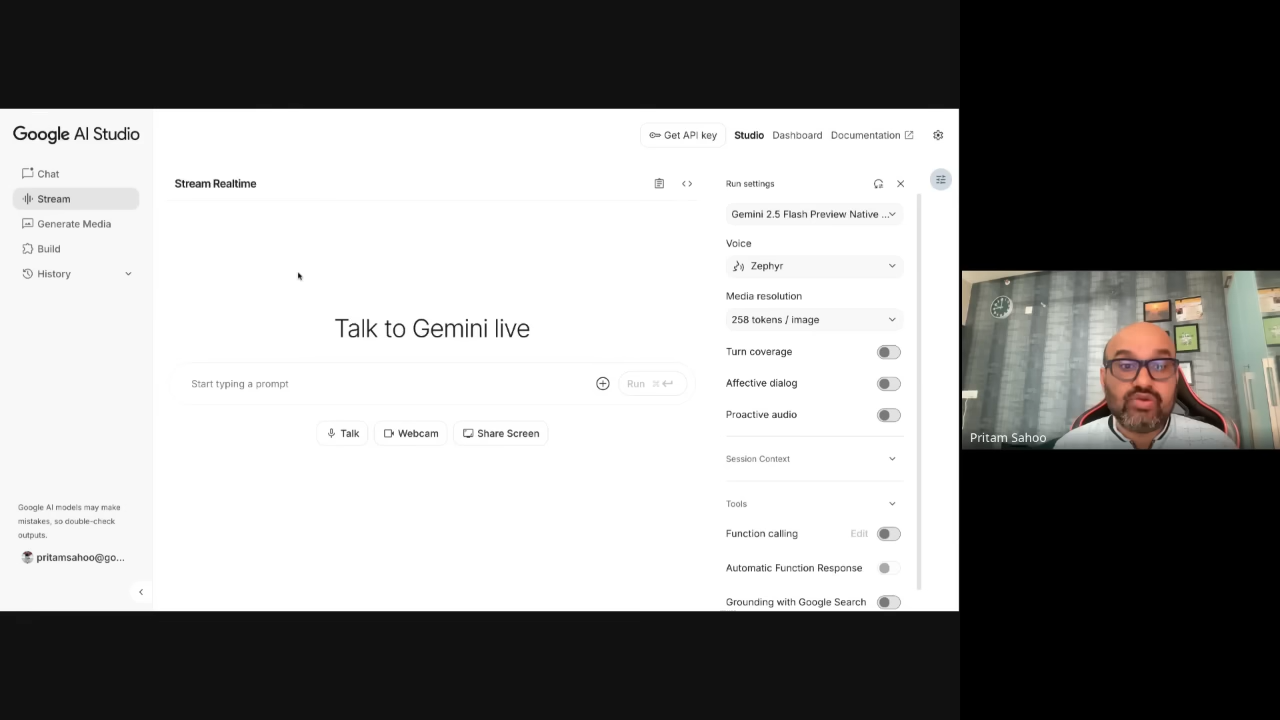 Google AI Studio
Get API key
Studio
Dashboard
Documentation
Chat
Stream
Generate Media
Build
History
Stream Realtime
Talk to Gemini live
Start typing a prompt
Run ⌘↵
Talk
Webcam
Share Screen
Run settings
Gemini 2.5 Flash Preview Native ...
Voice
Zephyr
Media resolution
258 tokens / image
Turn coverage
Affective dialog
Proactive audio
Session Context
Tools
Function calling Edit
Automatic Function Response
Grounding with Google Search
Google AI models may make
mistakes, so double-check
outputs.
pritamsahoo@go...
Pritam Sahoo